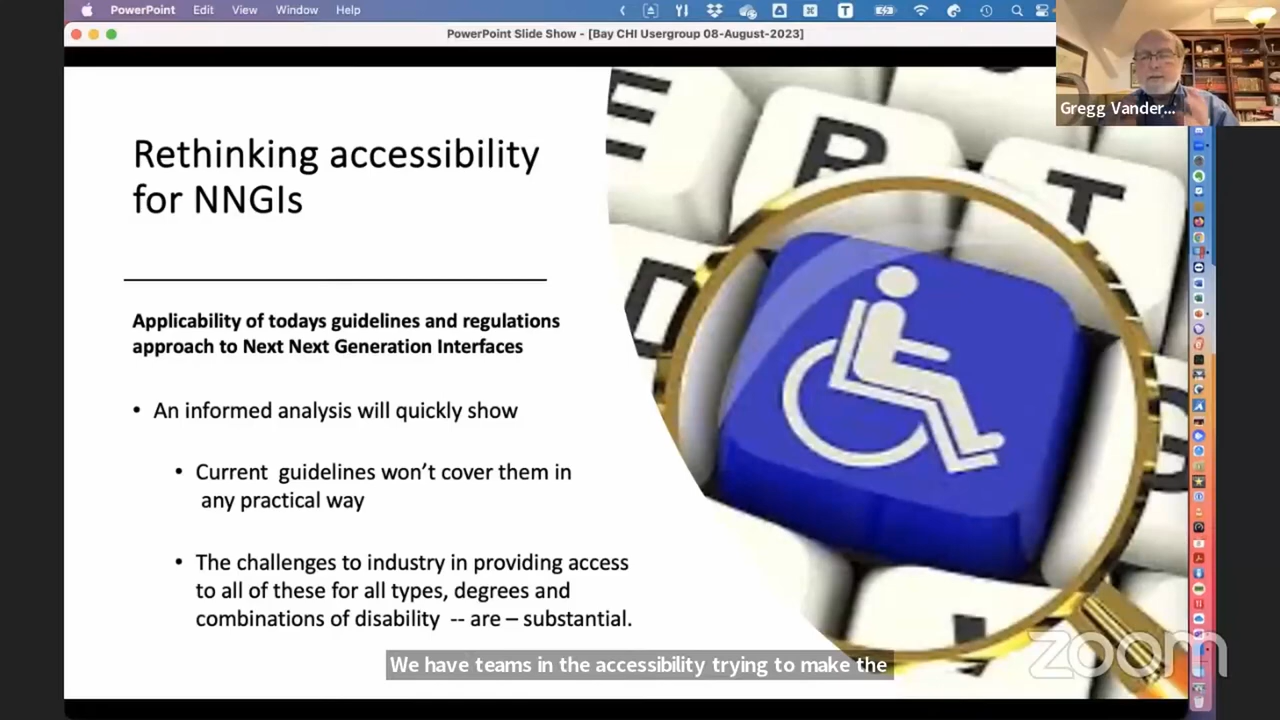 PowerPoint Edit View Window Help
PowerPoint Slide Show - [Bay CHI Usergroup 08-August-2023]
Gregg Vander...
Rethinking accessibility
for NNGIs
Applicability of todays guidelines and regulations
approach to Next Next Generation Interfaces
• An informed analysis will quickly show
• Current guidelines won’t cover them in
any practical way
• The challenges to industry in providing access
to all of these for all types, degrees and
combinations of disability -- are – substantial.
E R T
D
We have teams in the accessibility trying to make the
zoom